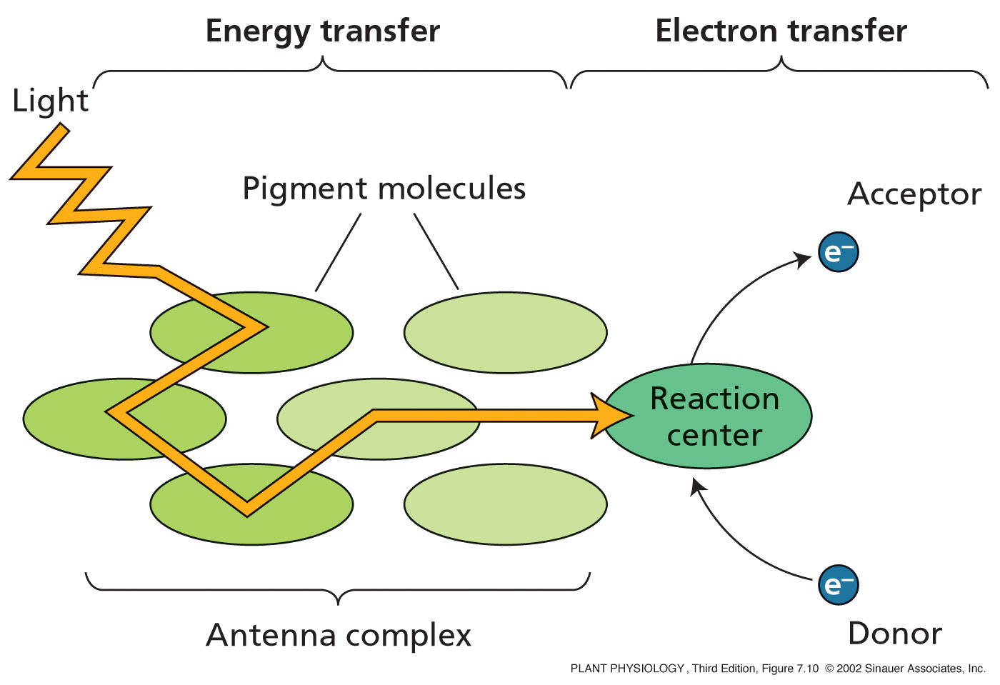 Energy transfer
Electron transfer
Light
Pigment molecules
Acceptor
e–
Reaction
center
e–
Donor
Antenna complex
PLANT PHYSIOLOGY, Third Edition, Figure 7.10 © 2002 Sinauer Associates, Inc.